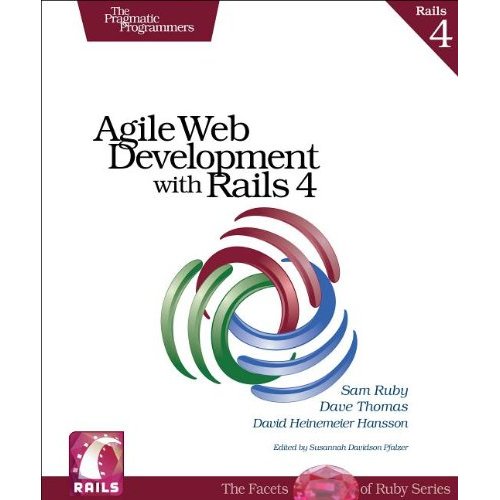 The
Pragmatic
Programmers
Rails
4
Agile Web
Development
with Rails 4
Sam Ruby
Dave Thomas
David Heinemeier Hansson
Edited by Susannah Davidson Pfalzer
RAILS
The Facets of Ruby Series